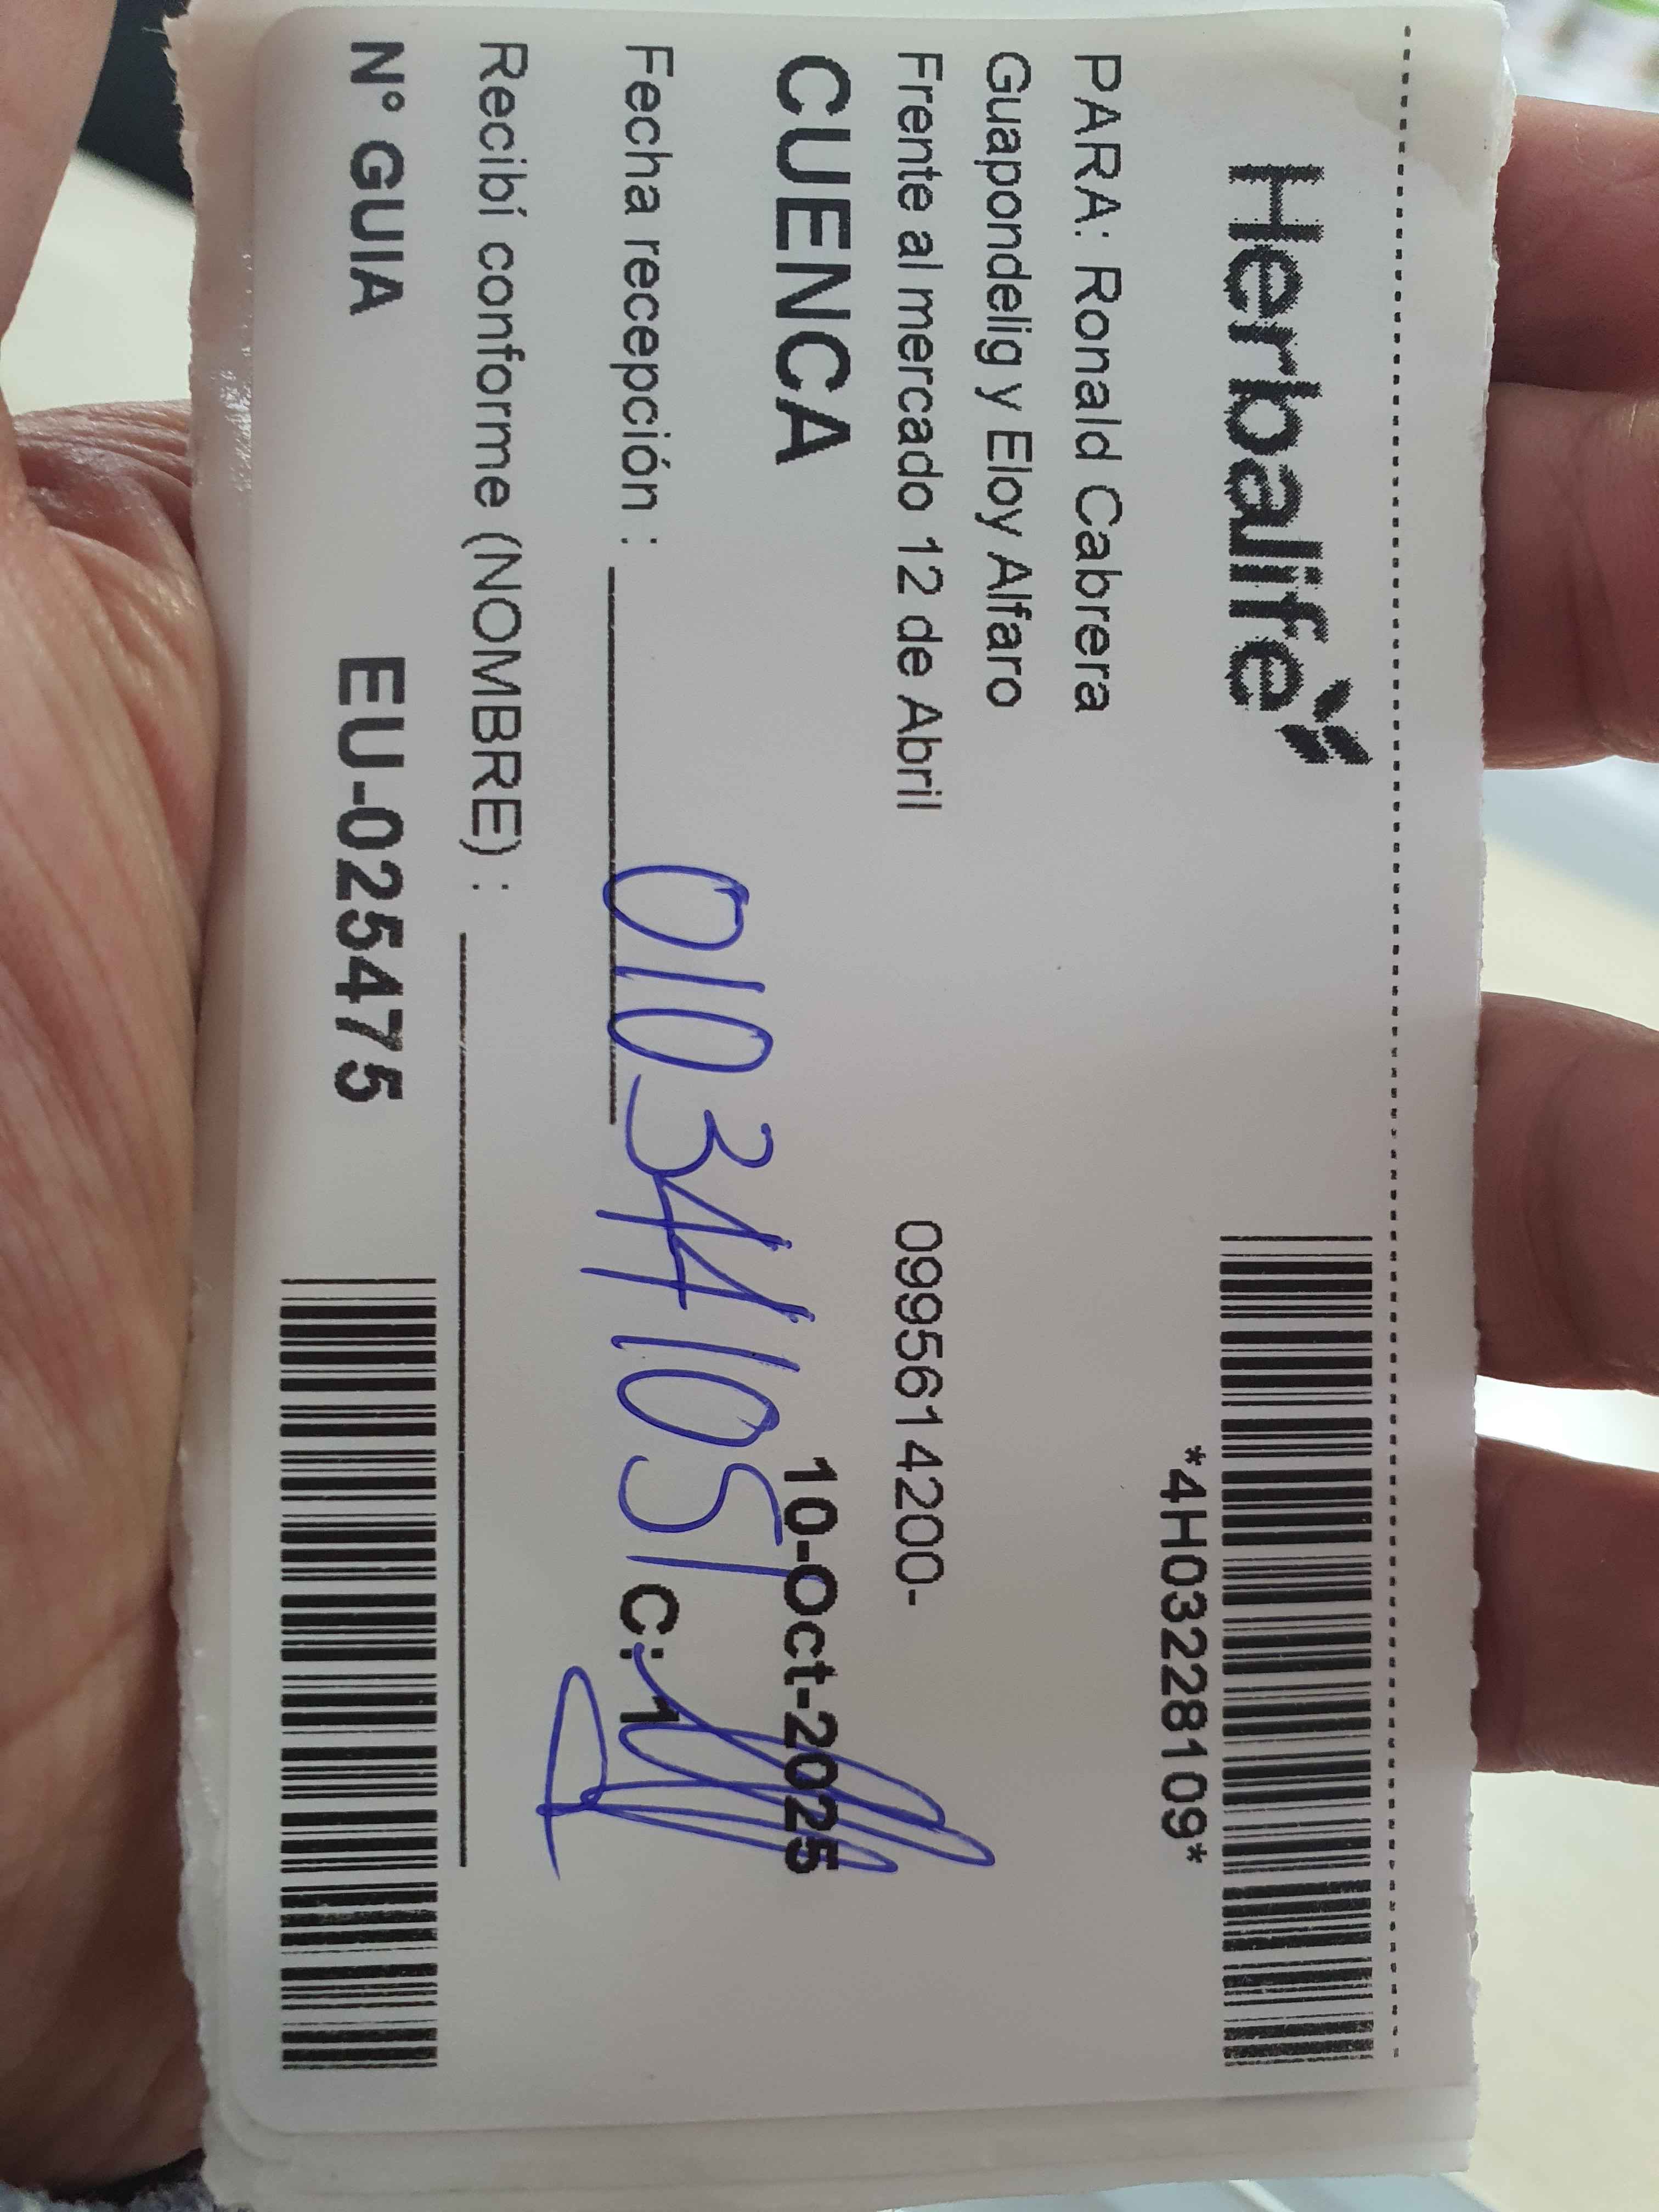 Herbalife
*4H03228109*
PARA: Ronald Cabrera
Guapondelig y Eloy Alfaro
Frente al mercado 12 de Abril 0995614200-
CUENCA 10-Oct-2025
Fecha recepción : 0103441051 C: 1
Recibí conforme (NOMBRE) :
N° GUIA EU-025475